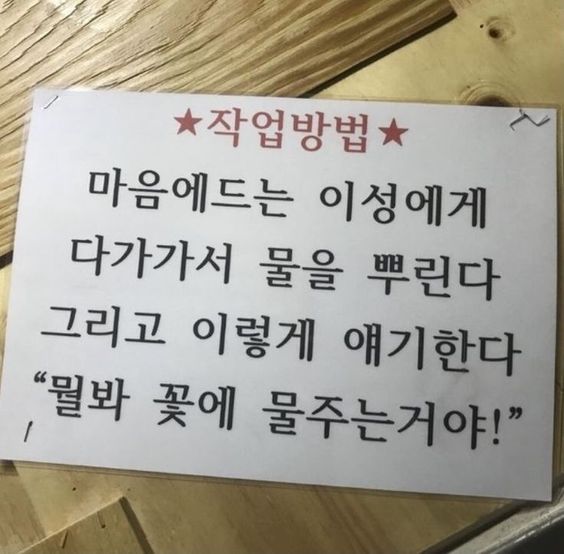 ★작업방법★
마음에드는 이성에게
다가가서 물을 뿌린다
그리고 이렇게 얘기한다
“뭘봐 꽃에 물주는거야!”